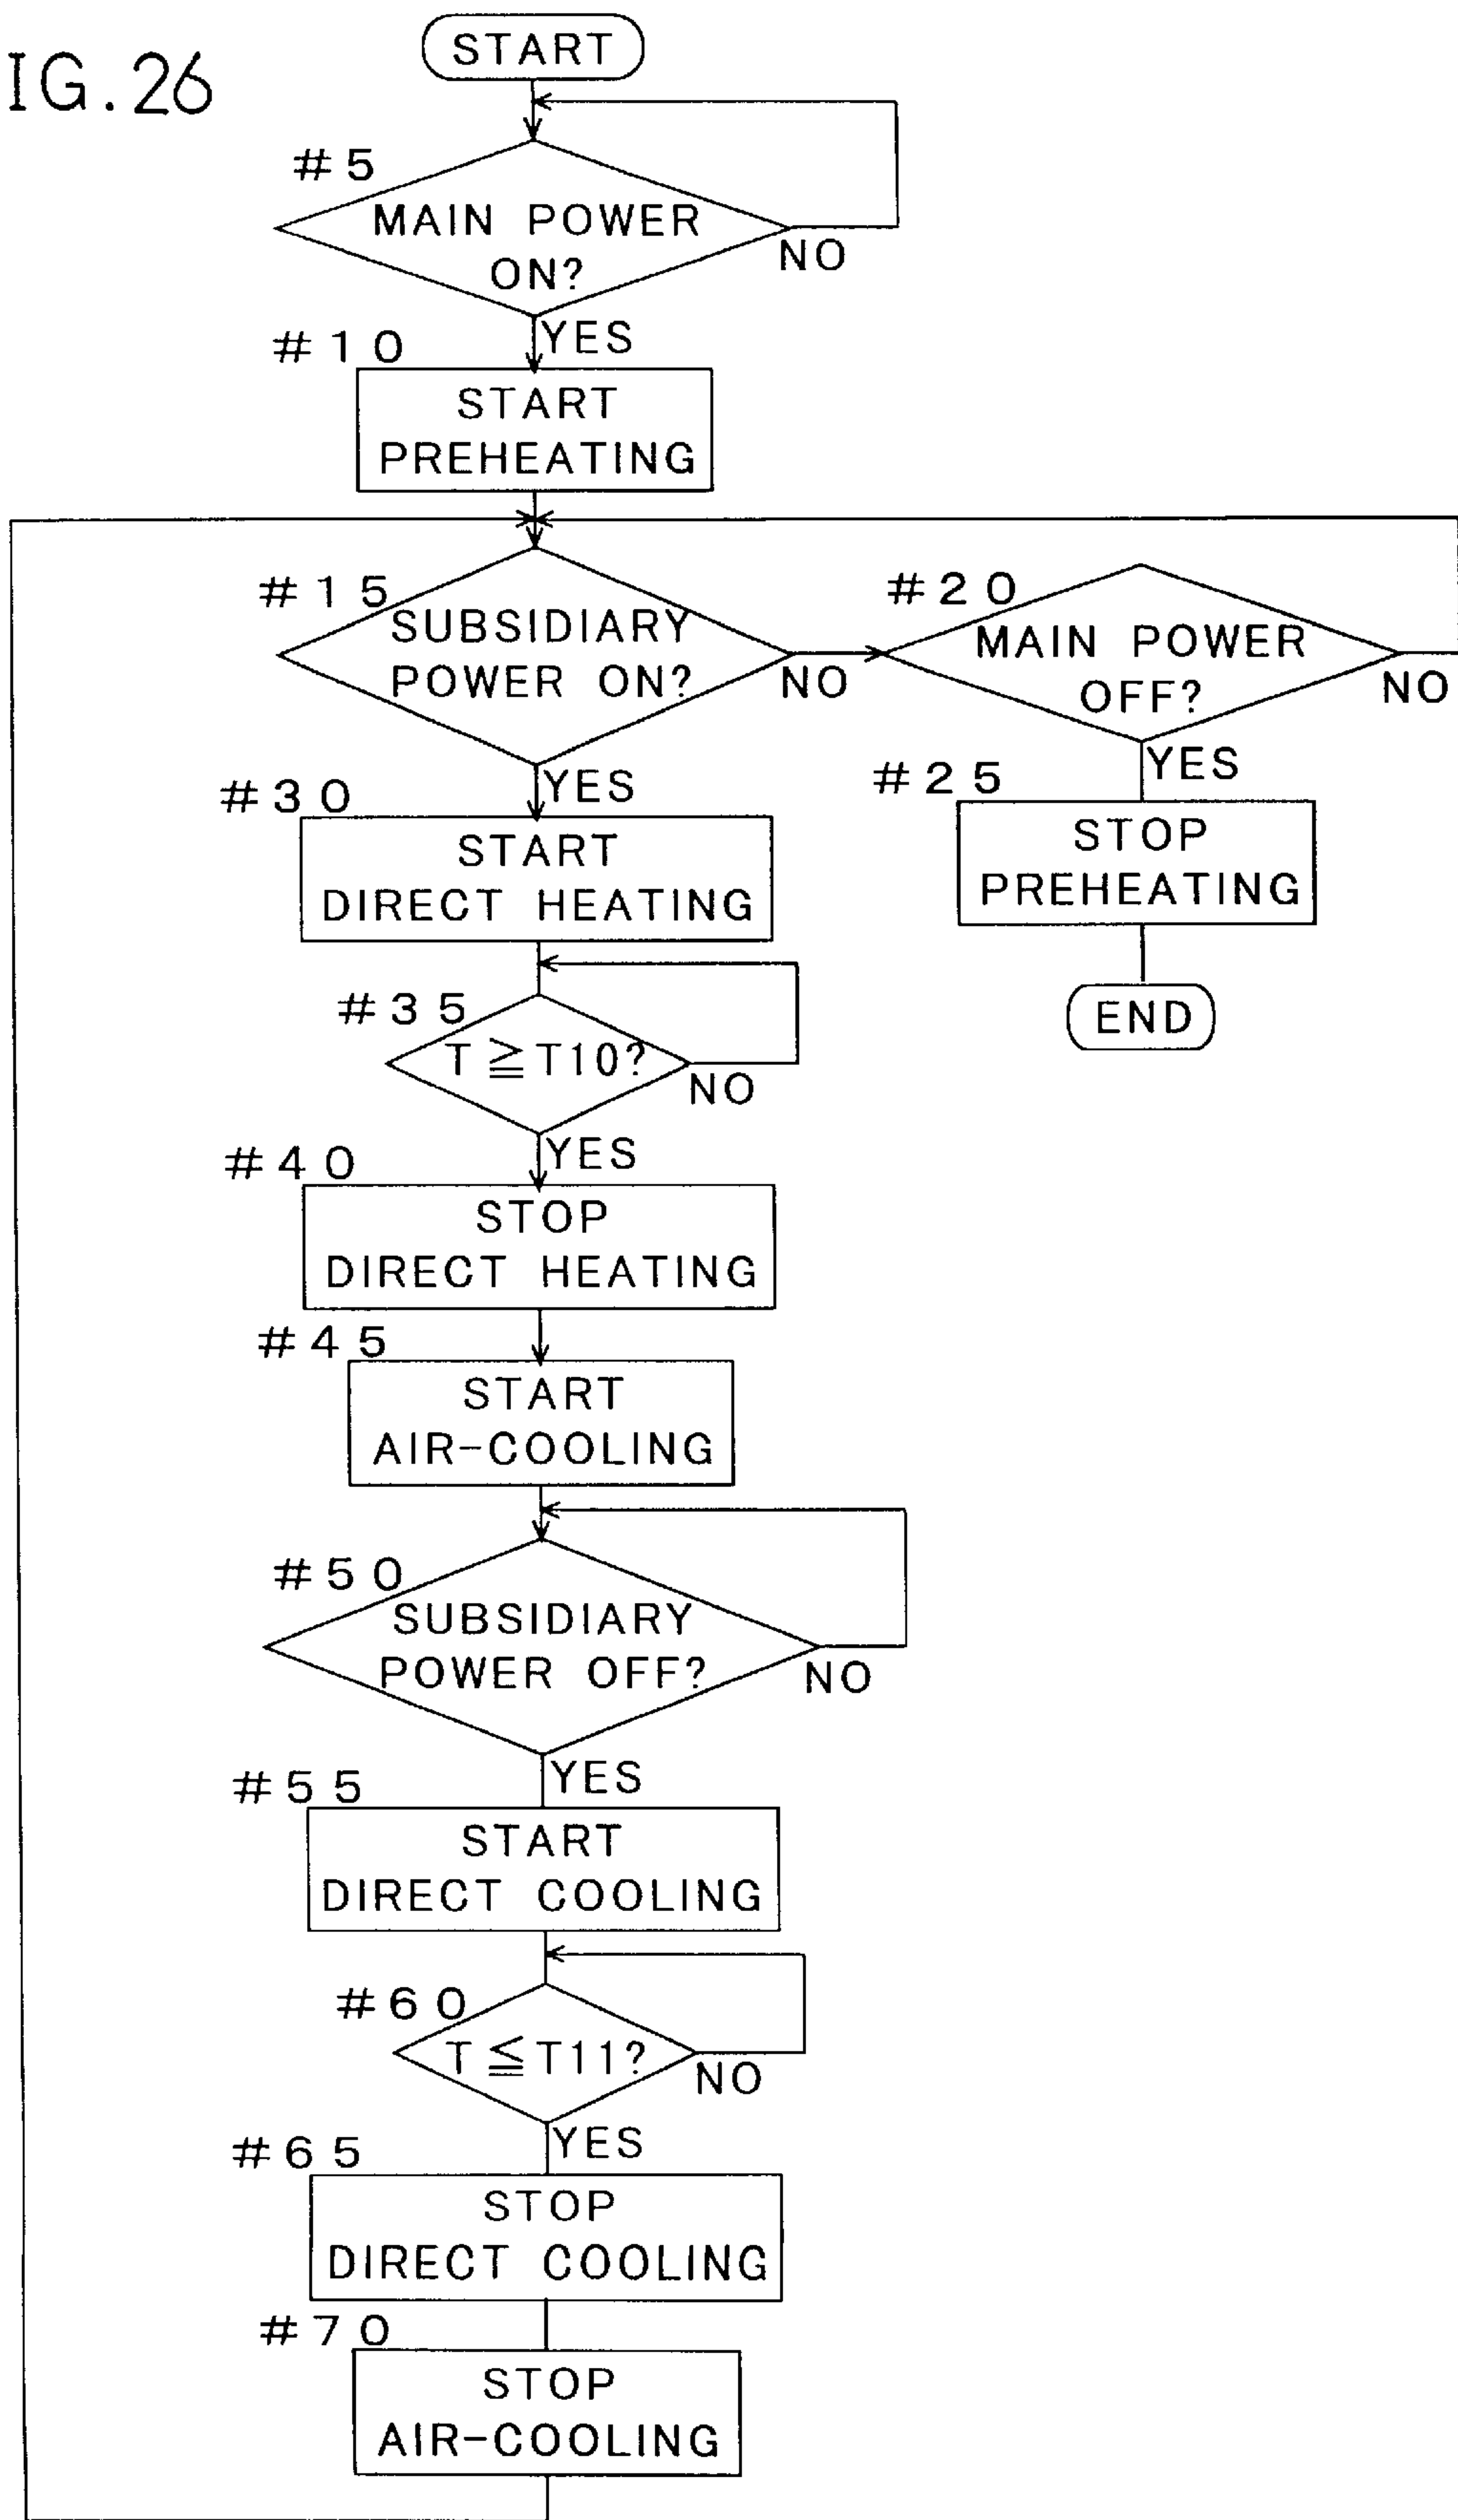 IG.26
START
#5
MAIN POWER
ON?
NO
YES
#10
START
PREHEATING
#15
SUBSIDIARY
POWER ON?
NO
#20
MAIN POWER
OFF?
NO
YES
#25
STOP
PREHEATING
END
YES
#30
START
DIRECT HEATING
#35
T ≧ T10?
NO
YES
#40
STOP
DIRECT HEATING
#45
START
AIR-COOLING
#50
SUBSIDIARY
POWER OFF?
NO
YES
#55
START
DIRECT COOLING
#60
T ≦ T11?
NO
YES
#65
STOP
DIRECT COOLING
#70
STOP
AIR-COOLING